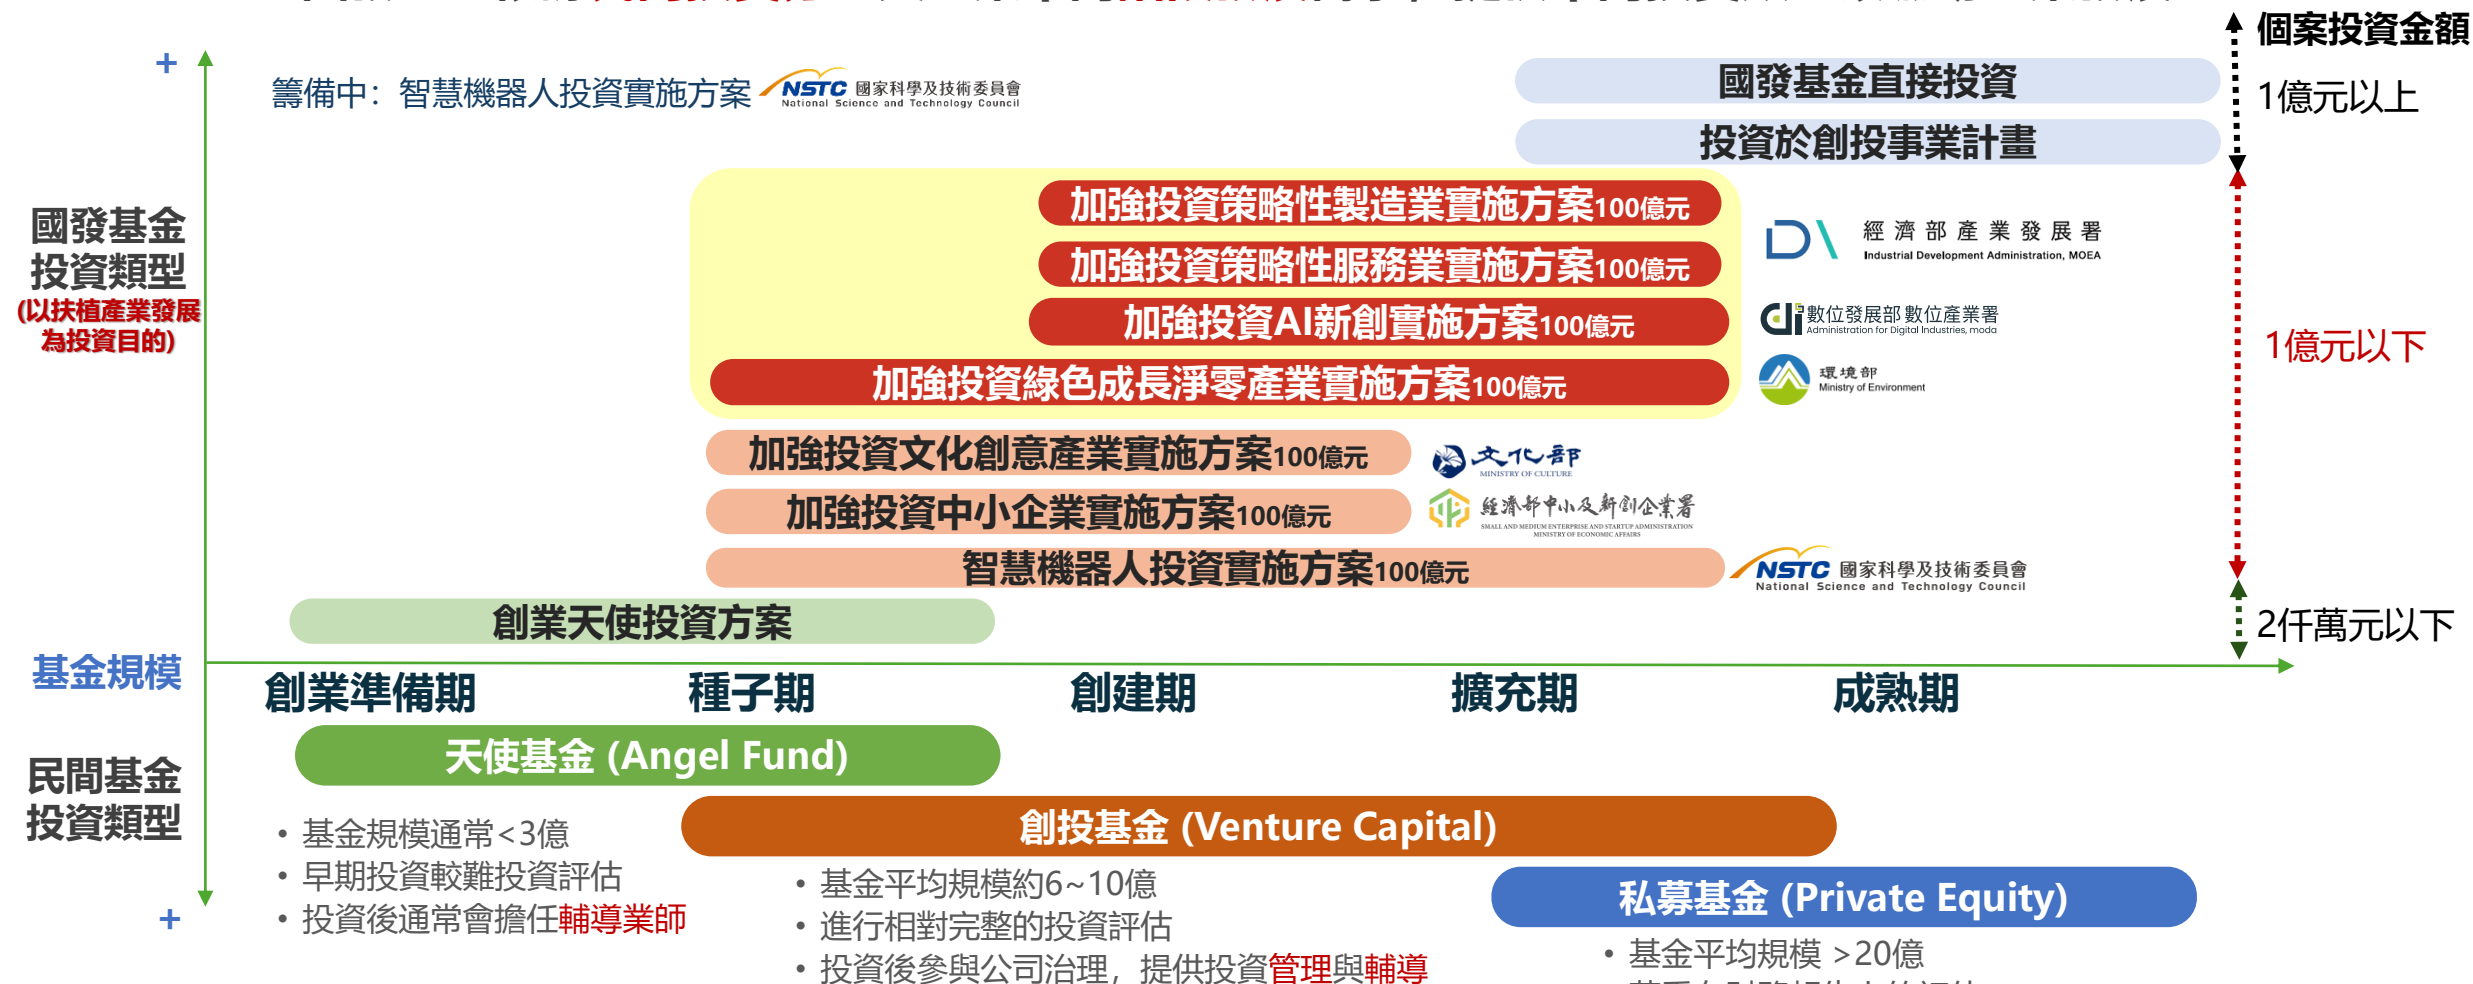 個案投資金額
+
籌備中：智慧機器人投資實施方案
NSTC 國家科學及技術委員會
National Science and Technology Council
國發基金直接投資
1億元以上
投資於創投事業計畫
國發基金
投資類型
(以扶植產業發展
為投資目的)
加強投資策略性製造業實施方案100億元
加強投資策略性服務業實施方案100億元
經濟部產業發展署
Industrial Development Administration, MOEA
加強投資AI新創實施方案100億元
數位發展部 數位產業署
Administration for Digital Industries, moda
1億元以下
加強投資綠色成長淨零產業實施方案100億元
環境部
Ministry of Environment
加強投資文化創意產業實施方案100億元
文化部
MINISTRY OF CULTURE
加強投資中小企業實施方案100億元
經濟部中小及新創企業署
SMALL AND MEDIUM ENTERPRISE AND STARTUP ADMINISTRATION
MINISTRY OF ECONOMIC AFFAIRS
智慧機器人投資實施方案100億元
NSTC 國家科學及技術委員會
National Science and Technology Council
創業天使投資方案
2仟萬元以下
基金規模
創業準備期
種子期
創建期
擴充期
成熟期
民間基金
投資類型
+
天使基金 (Angel Fund)
• 基金規模通常<3億
• 早期投資較難投資評估
• 投資後通常會擔任輔導業師
創投基金 (Venture Capital)
• 基金平均規模約6~10億
• 進行相對完整的投資評估
• 投資後參與公司治理，提供投資管理與輔導
私募基金 (Private Equity)
• 基金平均規模 >20億